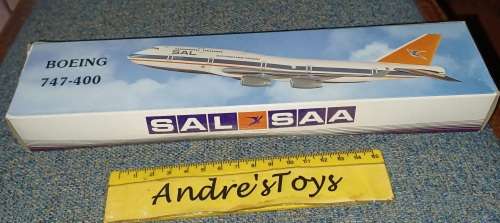 BOEING
747-400
SAL
SAL SAA
Andre'sToys